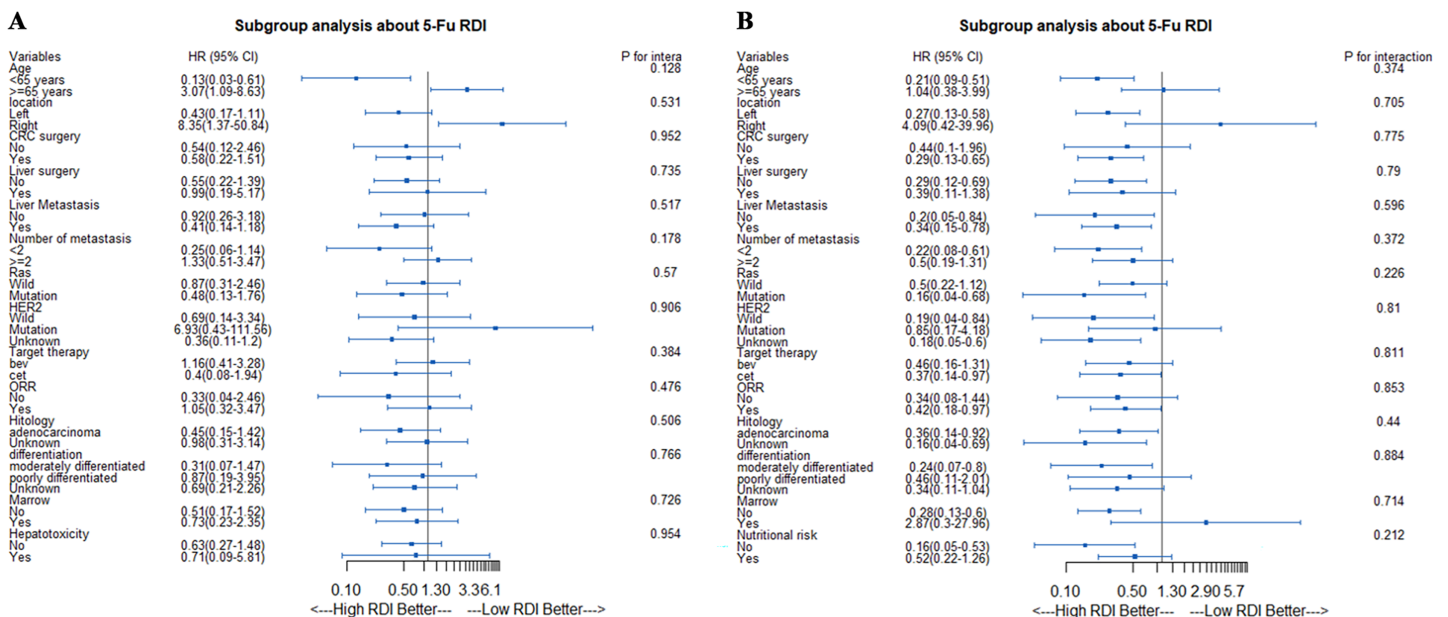 A
Subgroup analysis about 5-Fu RDI
Variables HR (95% CI) P for intera
Age 0.128
<65 years 0.13(0.03-0.61)
>=65 years 3.07(1.09-8.63)
location 0.531
Left 0.43(0.17-1.11)
Right 8.35(1.37-50.84)
CRC surgery 0.952
No 0.54(0.12-2.46)
Yes 0.58(0.22-1.51)
Liver surgery 0.735
No 0.55(0.22-1.39)
Yes 0.99(0.19-5.17)
Liver Metastasis 0.517
No 0.92(0.26-3.18)
Yes 0.41(0.14-1.18)
Number of metastasis 0.178
<2 0.25(0.06-1.14)
>=2 1.33(0.51-3.47)
Ras 0.57
Wild 0.87(0.31-2.46)
Mutation 0.48(0.13-1.76)
HER2 0.906
Wild 0.69(0.14-3.34)
Mutation 6.93(0.43-111.56)
Unknown 0.36(0.11-1.2)
Target therapy 0.384
bev 1.16(0.41-3.28)
cet 0.4(0.08-1.94)
ORR 0.476
No 0.33(0.04-2.46)
Yes 1.05(0.32-3.47)
Hitology 0.506
adenocarcinoma 0.45(0.15-1.42)
Unknown 0.98(0.31-3.14)
differentiation 0.766
moderately differentiated 0.31(0.07-1.47)
poorly differentiated 0.87(0.19-3.95)
Unknown 0.69(0.21-2.26)
Marrow 0.726
No 0.51(0.17-1.52)
Yes 0.73(0.23-2.35)
Hepatotoxicity 0.954
No 0.63(0.27-1.48)
Yes 0.71(0.09-5.81)
0.10 0.50 1.30 3.36.1
<---High RDI Better--- ---Low RDI Better--->
B
Subgroup analysis about 5-Fu RDI
Variables HR (95% CI) P for interaction
Age 0.374
<65 years 0.21(0.09-0.51)
>=65 years 1.04(0.38-3.99)
location 0.705
Left 0.27(0.13-0.58)
Right 4.09(0.42-39.96)
CRC surgery 0.775
No 0.44(0.1-1.96)
Yes 0.29(0.13-0.65)
Liver surgery 0.79
No 0.29(0.12-0.69)
Yes 0.39(0.11-1.38)
Liver Metastasis 0.596
No 0.2(0.05-0.84)
Yes 0.34(0.15-0.78)
Number of metastasis 0.372
<2 0.22(0.08-0.61)
>=2 0.5(0.19-1.31)
Ras 0.226
Wild 0.5(0.22-1.12)
Mutation 0.16(0.04-0.68)
HER2 0.81
Wild 0.19(0.04-0.84)
Mutation 0.85(0.17-4.18)
Unknown 0.18(0.05-0.6)
Target therapy 0.811
bev 0.46(0.16-1.31)
cet 0.37(0.14-0.97)
ORR 0.853
No 0.34(0.08-1.44)
Yes 0.42(0.18-0.97)
Hitology 0.44
adenocarcinoma 0.36(0.14-0.92)
Unknown 0.16(0.04-0.69)
differentiation 0.884
moderately differentiated 0.24(0.07-0.8)
poorly differentiated 0.46(0.11-2.01)
Unknown 0.34(0.11-1.04)
Marrow 0.714
No 0.28(0.13-0.6)
Yes 2.87(0.3-27.96)
Nutritional risk 0.212
No 0.16(0.05-0.53)
Yes 0.52(0.22-1.26)
0.10 0.50 1.30 2.90 5.7
<---High RDI Better--- ---Low RDI Better--->